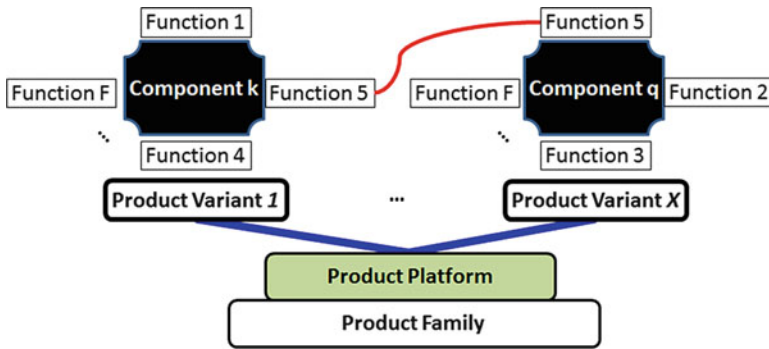 Function 1
Function 5
Function F
Component k
Function 5
Function F
Component q
Function 2
Function 4
Function 3
Product Variant 1
...
Product Variant X
Product Platform
Product Family